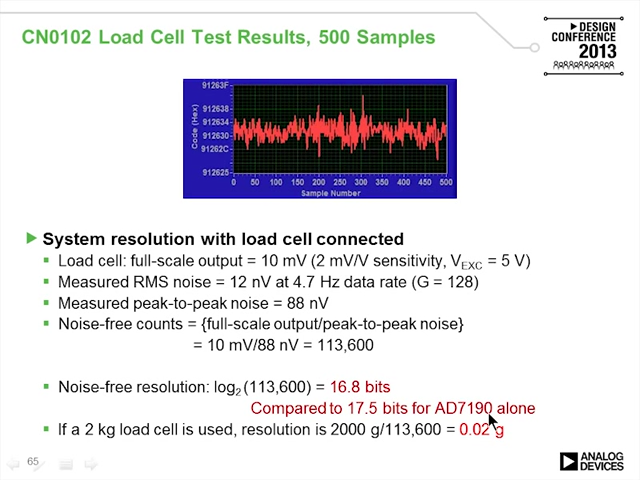 CN0102 Load Cell Test Results, 500 Samples
DESIGN
CONFERENCE
2013
91263F
912638
912634
912630
91262C
912625
Code (Hex)
0 50 100 150 200 250 300 350 400 450 500
Sample Number
System resolution with load cell connected
Load cell: full-scale output = 10 mV (2 mV/V sensitivity, VEXC = 5 V)
Measured RMS noise = 12 nV at 4.7 Hz data rate (G = 128)
Measured peak-to-peak noise = 88 nV
Noise-free counts = {full-scale output/peak-to-peak noise}
= 10 mV/88 nV = 113,600
Noise-free resolution: log2 (113,600) = 16.8 bits
Compared to 17.5 bits for AD7190 alone
If a 2 kg load cell is used, resolution is 2000 g/113,600 = 0.02 g
65
ANALOG
DEVICES